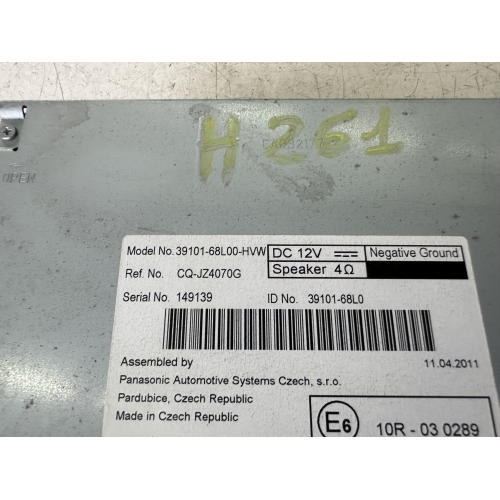 H 261
OPEN
Model No. 39101-68L00-HVW
DC 12V Negative Ground
Ref. No. CQ-JZ4070G
Speaker 4Ω
Serial No. 149139 ID No. 39101-68L0
Assembled by 11.04.2011
Panasonic Automotive Systems Czech, s.r.o.
Pardubice, Czech Republic
Made in Czech Republic
E6 10R - 03 0289